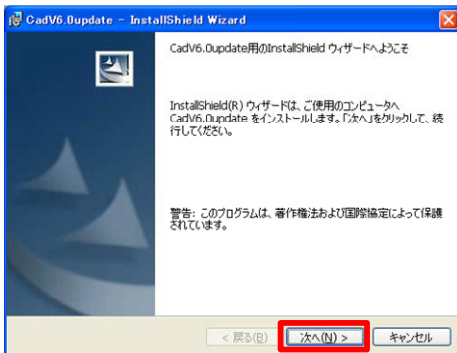 CadV6.0update - InstallShield Wizard
CadV6.0update用のInstallShield ウィザードへようこそ
InstallShield(R) ウィザードは、ご使用のコンピュータへ
CadV6.0update をインストールします。「次へ」をクリックして、続
行してください。
警告: このプログラムは、著作権法および国際協定によって保護
されています。
< 戻る(B)
次へ(N) >
キャンセル